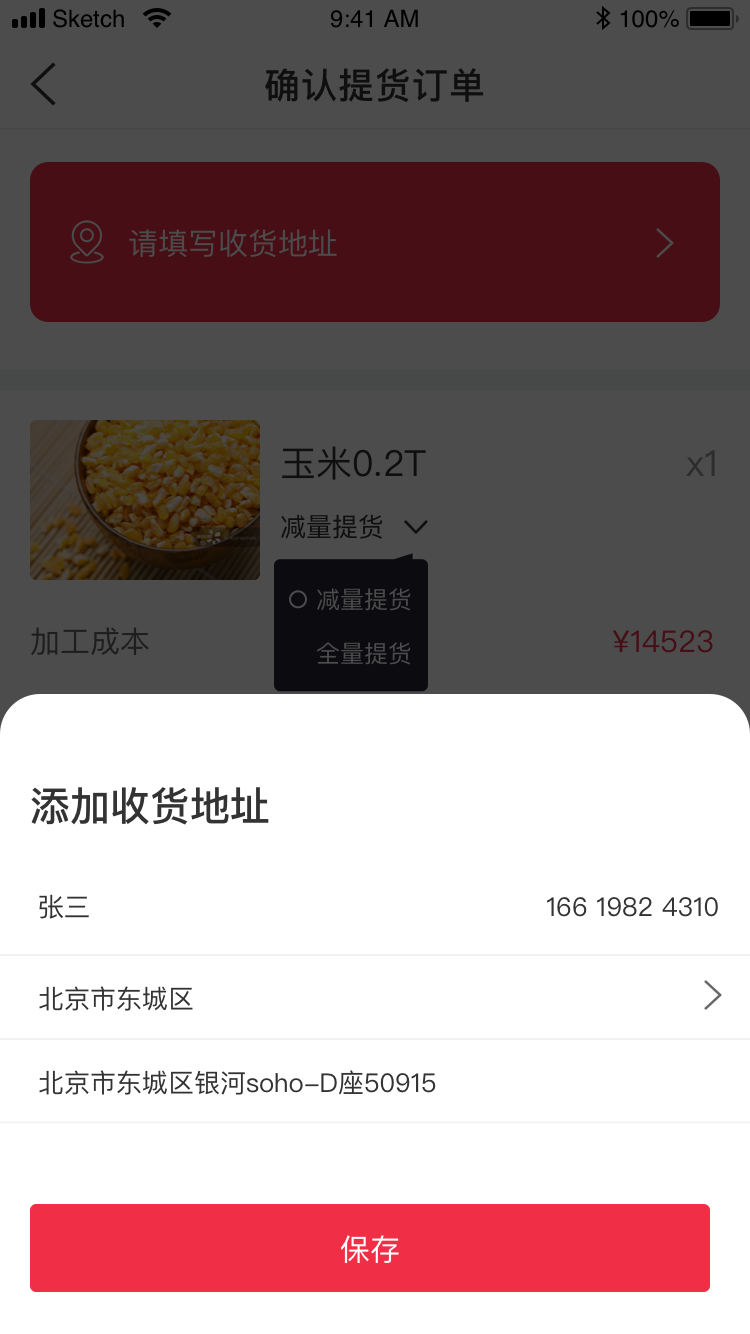 Sketch 9:41 AM 100%
确认提货订单
请填写收货地址
玉米0.2T x1
减量提货
减量提货
全量提货
加工成本 ¥14523
添加收货地址
张三 166 1982 4310
北京市东城区
北京市东城区银河soho-D座50915
保存